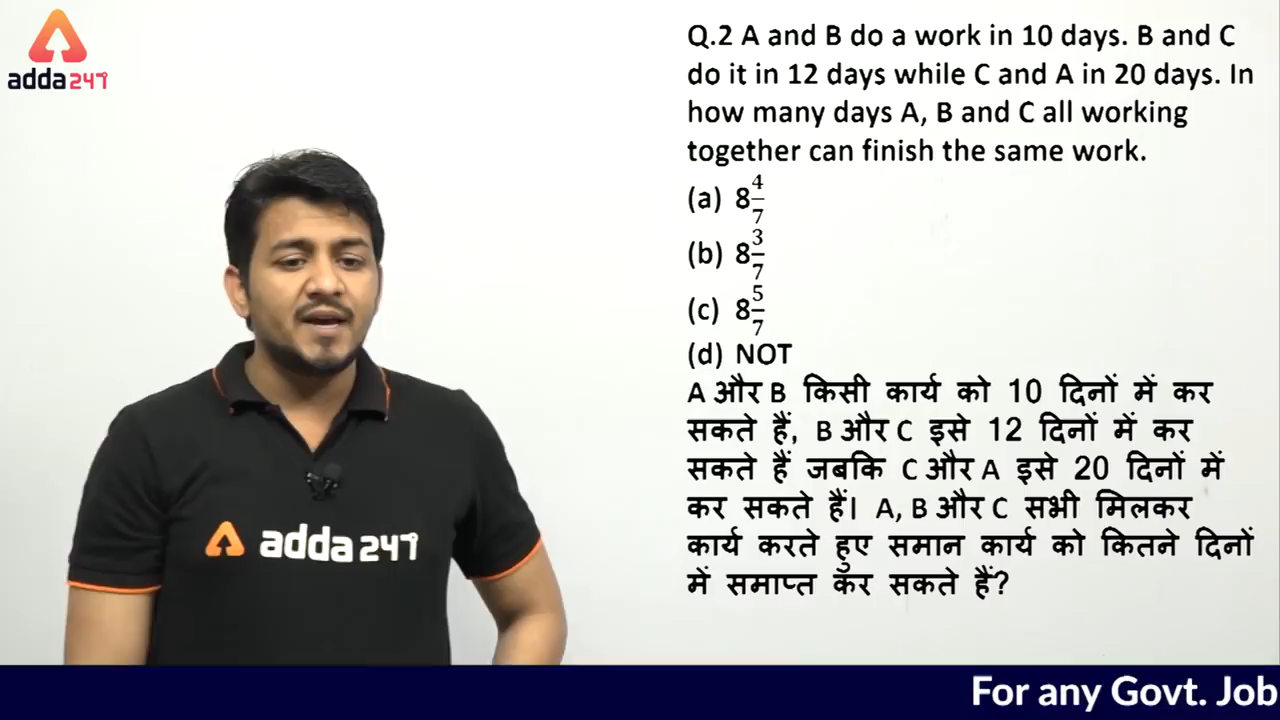 adda247
Q.2 A and B do a work in 10 days. B and C
do it in 12 days while C and A in 20 days. In
how many days A, B and C all working
together can finish the same work.
(a) 8 4/7
(b) 8 3/7
(c) 8 5/7
(d) NOT
A और B किसी कार्य को 10 दिनों में कर
सकते हैं, B और C इसे 12 दिनों में कर
सकते हैं जबकि C और A इसे 20 दिनों में
कर सकते हैं। A, B और C सभी मिलकर
कार्य करते हुए समान कार्य को कितने दिनों
में समाप्त कर सकते हैं?
adda247
For any Govt. Job